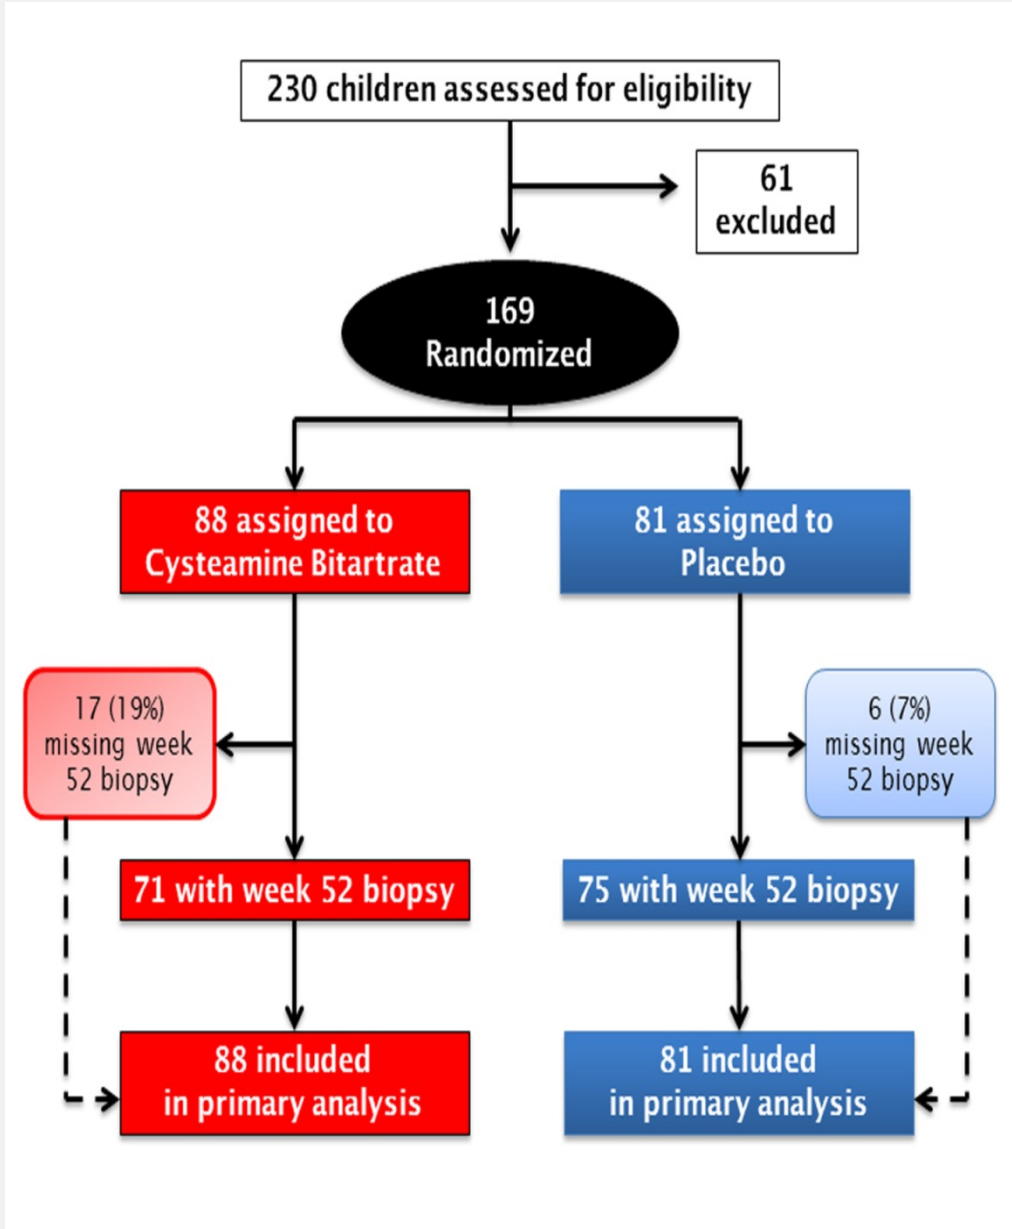 230 children assessed for eligibility
61
excluded
169
Randomized
88 assigned to
Cysteamine Bitartrate
81 assigned to
Placebo
17 (19%)
missing week
52 biopsy
6 (7%)
missing week
52 biopsy
71 with week 52 biopsy
75 with week 52 biopsy
88 included
in primary analysis
81 included
in primary analysis